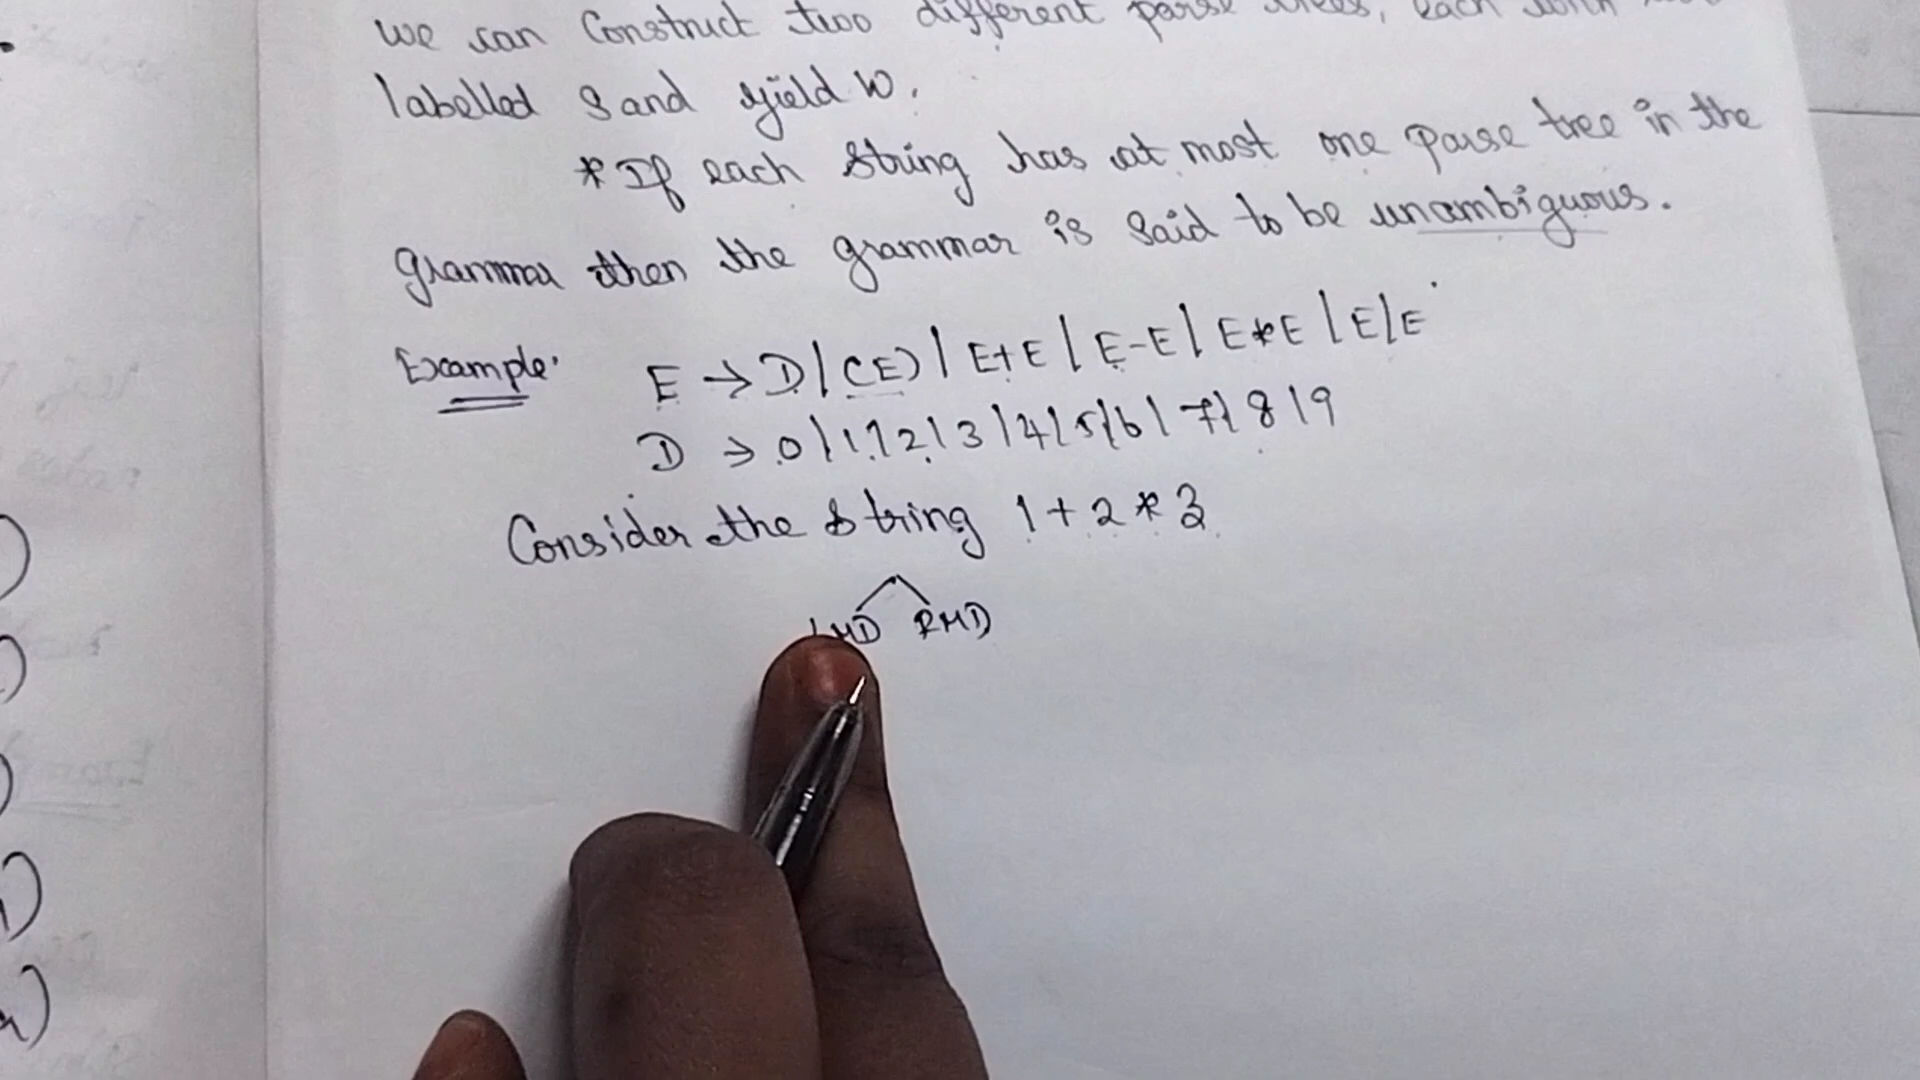 we can Construct two different parse trees, each with
labelled S and yield w.
*If each string has at most one parse tree in the
grammar then the grammar is said to be unambiguous.
Example: E → D | (E) | E+E | E-E | E*E | E/E
D → 0 | 1 | 2 | 3 | 4 | 5 | 6 | 7 | 8 | 9
Consider the string 1 + 2 * 3
LMD RMD